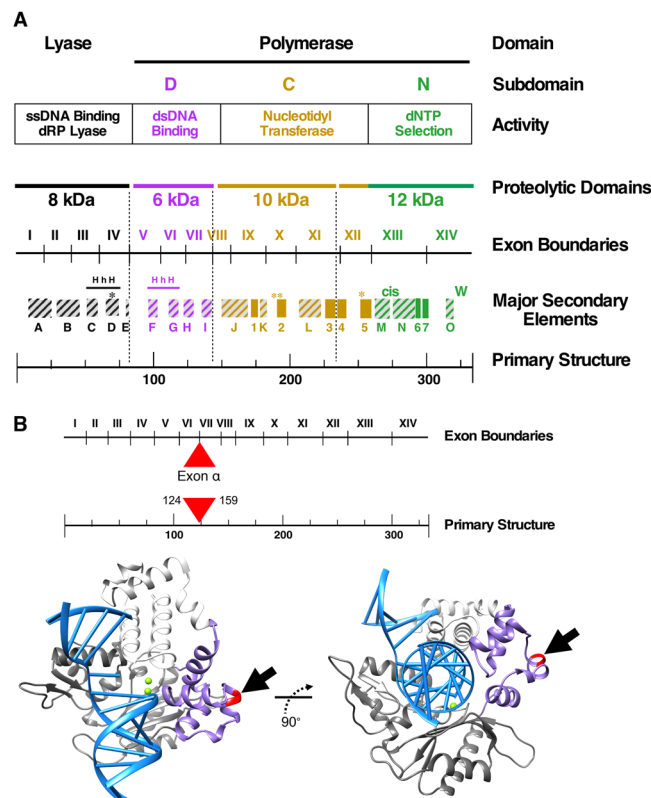 A
Lyase Polymerase Domain
D C N Subdomain
ssDNA Binding dsDNA Nucleotidyl dNTP
dRP Lyase Binding Transferase Selection Activity
8 kDa 6 kDa 10 kDa 12 kDa Proteolytic Domains
I II III IV V VI VII VIII IX X XI XII XIII XIV Exon Boundaries
H h H H h H
* ** * cis W
Major Secondary
Elements
A B C D E F G H I J 1 K 2 L 3 4 5 M N 6 7 O
Primary Structure
100 200 300
B
I II III IV V VI VII VIII IX X XI XII XIII XIV
Exon Boundaries
Exon α
124 159
Primary Structure
100 200 300
90°